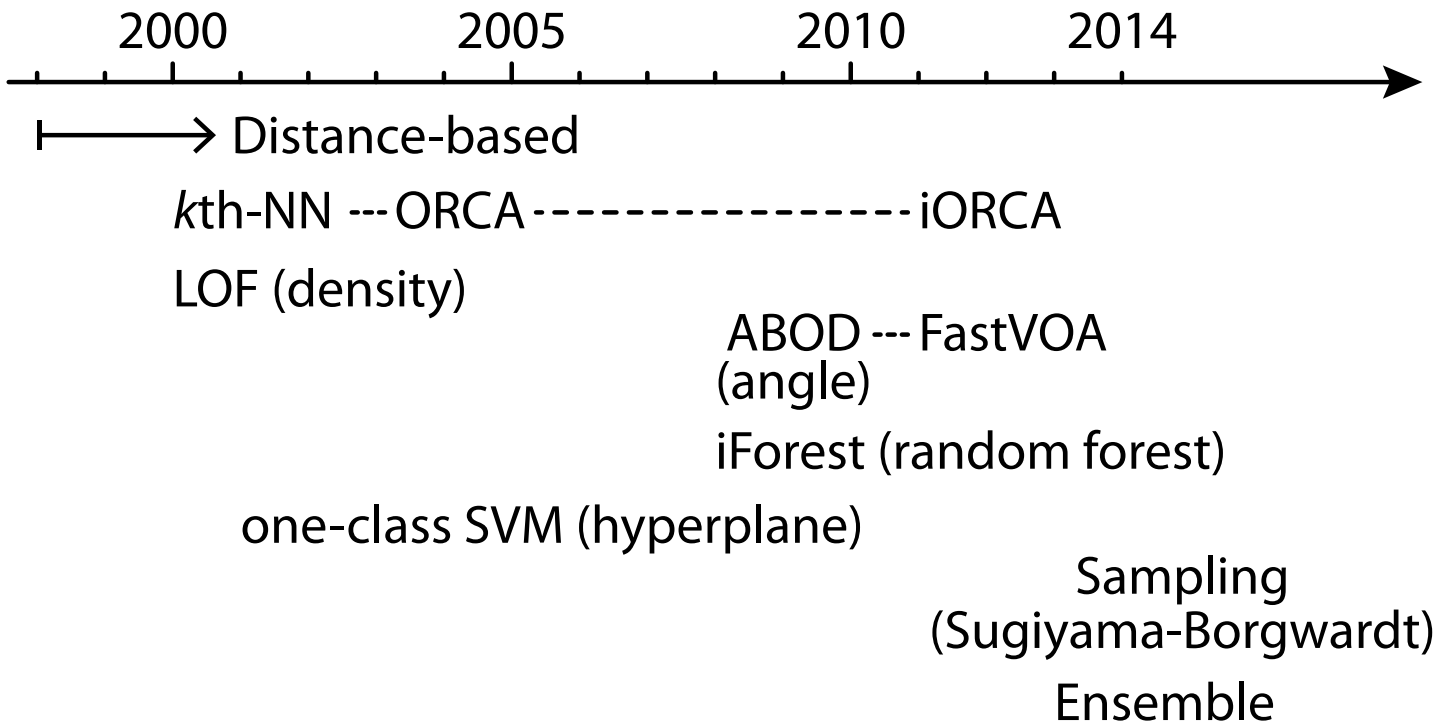 2000 2005 2010 2014
Distance-based
kth-NN --- ORCA --------------- iORCA
LOF (density)
ABOD --- FastVOA
(angle)
iForest (random forest)
one-class SVM (hyperplane)
Sampling
(Sugiyama-Borgwardt)
Ensemble